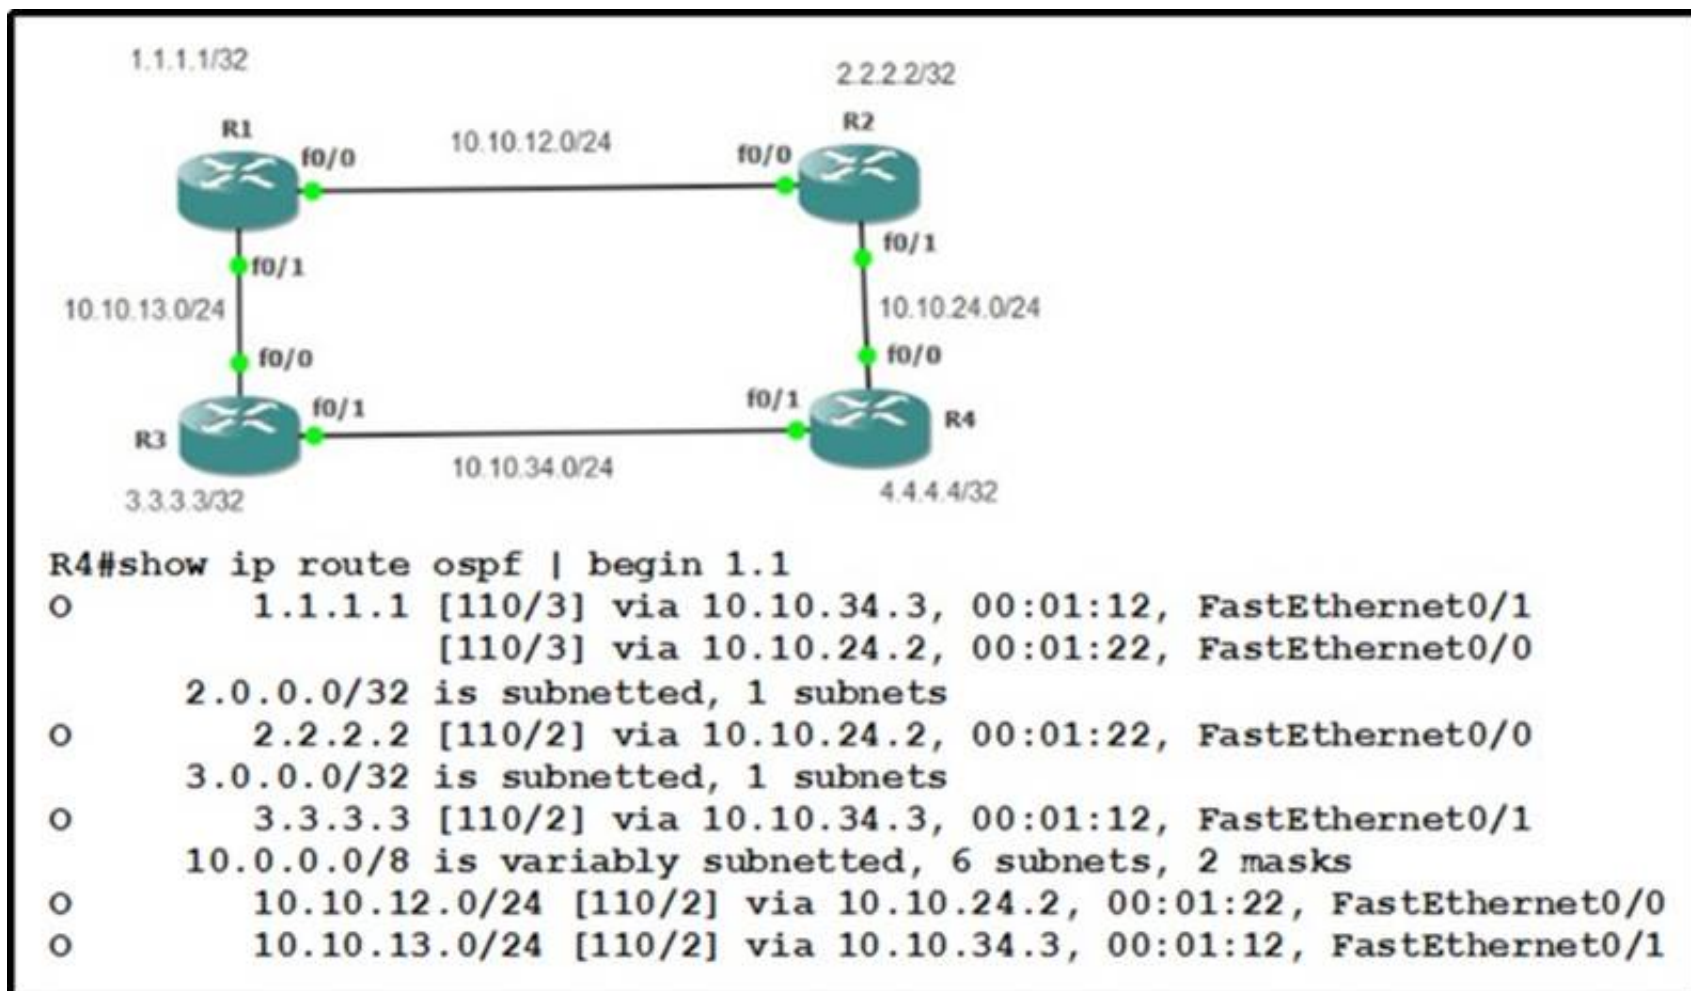 1.1.1.1/32
2.2.2.2/32
R1
R2
f0/0
10.10.12.0/24
f0/0
f0/1
f0/1
10.10.13.0/24
10.10.24.0/24
f0/0
f0/0
f0/1
f0/1
R3
R4
10.10.34.0/24
3.3.3.3/32
4.4.4.4/32
R4#show ip route ospf | begin 1.1
O 1.1.1.1 [110/3] via 10.10.34.3, 00:01:12, FastEthernet0/1
[110/3] via 10.10.24.2, 00:01:22, FastEthernet0/0
2.0.0.0/32 is subnetted, 1 subnets
O 2.2.2.2 [110/2] via 10.10.24.2, 00:01:22, FastEthernet0/0
3.0.0.0/32 is subnetted, 1 subnets
O 3.3.3.3 [110/2] via 10.10.34.3, 00:01:12, FastEthernet0/1
10.0.0.0/8 is variably subnetted, 6 subnets, 2 masks
O 10.10.12.0/24 [110/2] via 10.10.24.2, 00:01:22, FastEthernet0/0
O 10.10.13.0/24 [110/2] via 10.10.34.3, 00:01:12, FastEthernet0/1